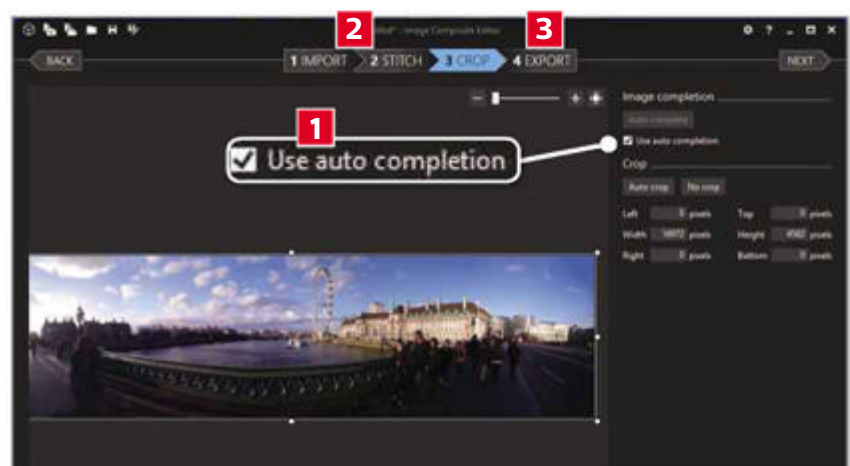 2 3
Image Composite Editor
BACK 1 IMPORT 2 STITCH 3 CROP 4 EXPORT NEXT
Image completion
Auto complete
1
Use auto completion
Use auto completion
Crop
Auto crop No crop
Left 0 pixels Top 0 pixels
Width pixels Height pixels
Right 0 pixels Bottom 0 pixels